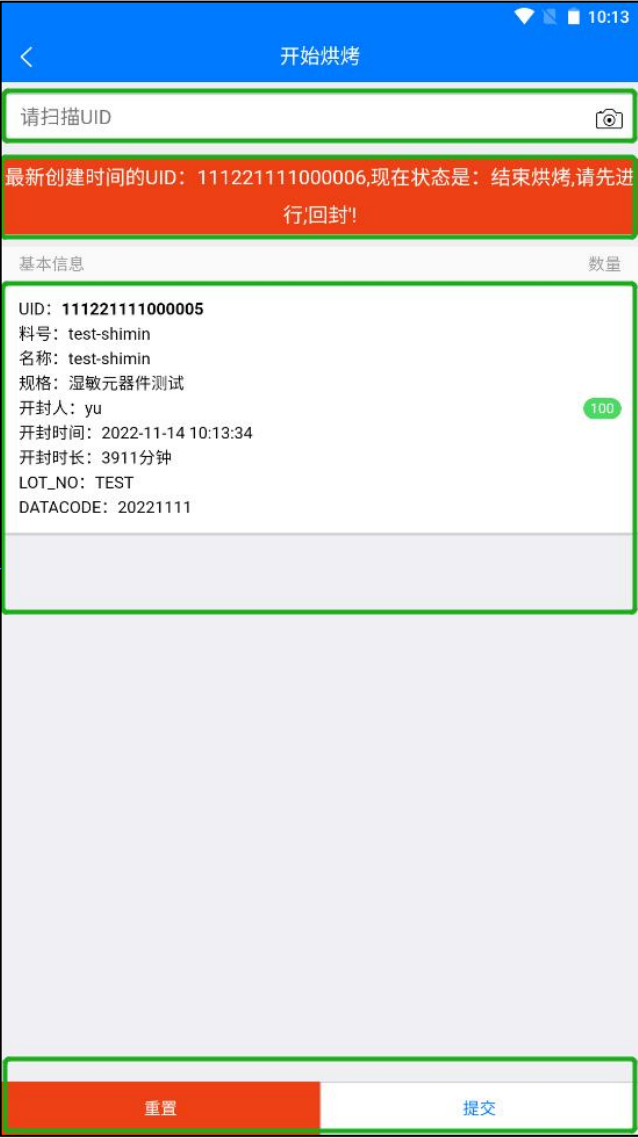 10:13
开始烘烤
请扫描UID
最新创建时间的UID：111221111000006,现在状态是：结束烘烤,请先进
行,'回封'!
基本信息 数量
UID：111221111000005
料号：test-shimin
名称：test-shimin
规格：湿敏元器件测试
开封人：yu
100
开封时间：2022-11-14 10:13:34
开封时长：3911分钟
LOT_NO：TEST
DATACODE：20221111
重置 提交